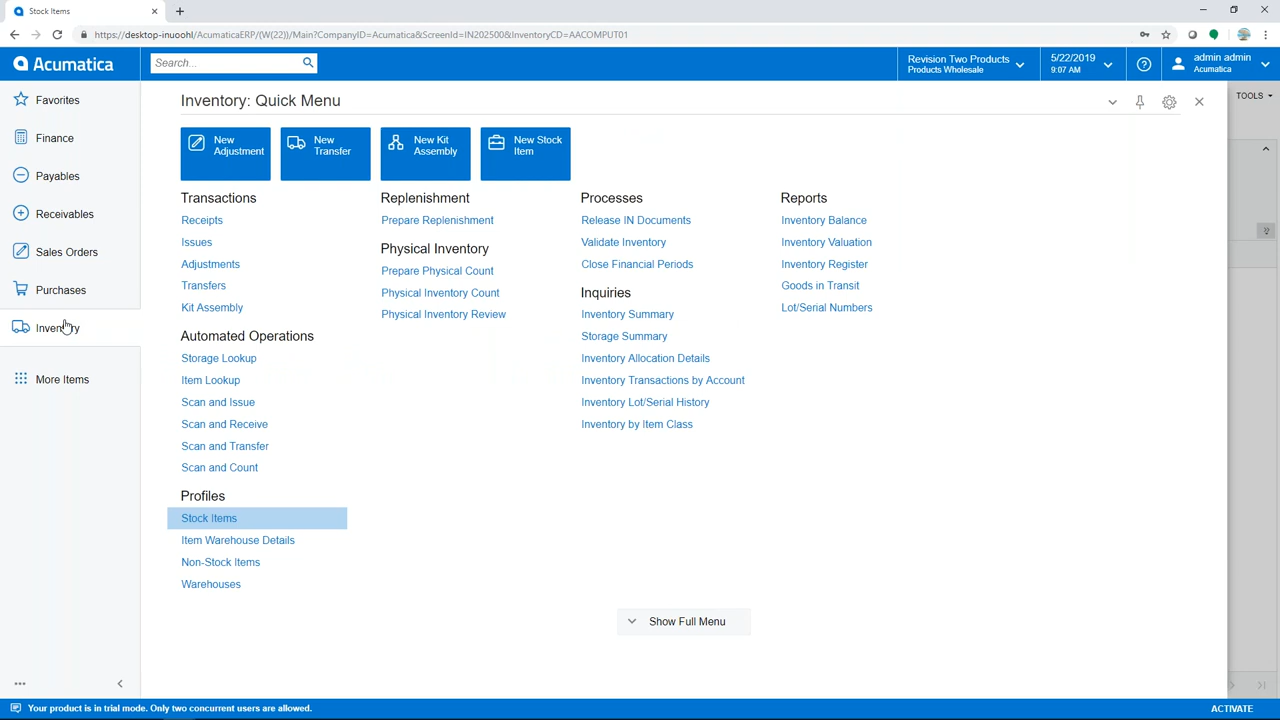 Stock Items
https://desktop-inuoohl/AcumaticaERP/(W(22))/Main?CompanyID=Acumatica&ScreenId=IN202500&InventoryCD=AACOMPUT01
Acumatica
Search...
Revision Two Products
Products Wholesale
5/22/2019
9:07 AM
admin admin
Acumatica
Favorites
Finance
Payables
Receivables
Sales Orders
Purchases
Inventory
More Items
Inventory: Quick Menu
TOOLS
New
Adjustment
New
Transfer
New Kit
Assembly
New Stock
Item
Transactions
Receipts
Issues
Adjustments
Transfers
Kit Assembly
Automated Operations
Storage Lookup
Item Lookup
Scan and Issue
Scan and Receive
Scan and Transfer
Scan and Count
Profiles
Stock Items
Item Warehouse Details
Non-Stock Items
Warehouses
Replenishment
Prepare Replenishment
Physical Inventory
Prepare Physical Count
Physical Inventory Count
Physical Inventory Review
Processes
Release IN Documents
Validate Inventory
Close Financial Periods
Inquiries
Inventory Summary
Storage Summary
Inventory Allocation Details
Inventory Transactions by Account
Inventory Lot/Serial History
Inventory by Item Class
Reports
Inventory Balance
Inventory Valuation
Inventory Register
Goods in Transit
Lot/Serial Numbers
Show Full Menu
Your product is in trial mode. Only two concurrent users are allowed.
ACTIVATE